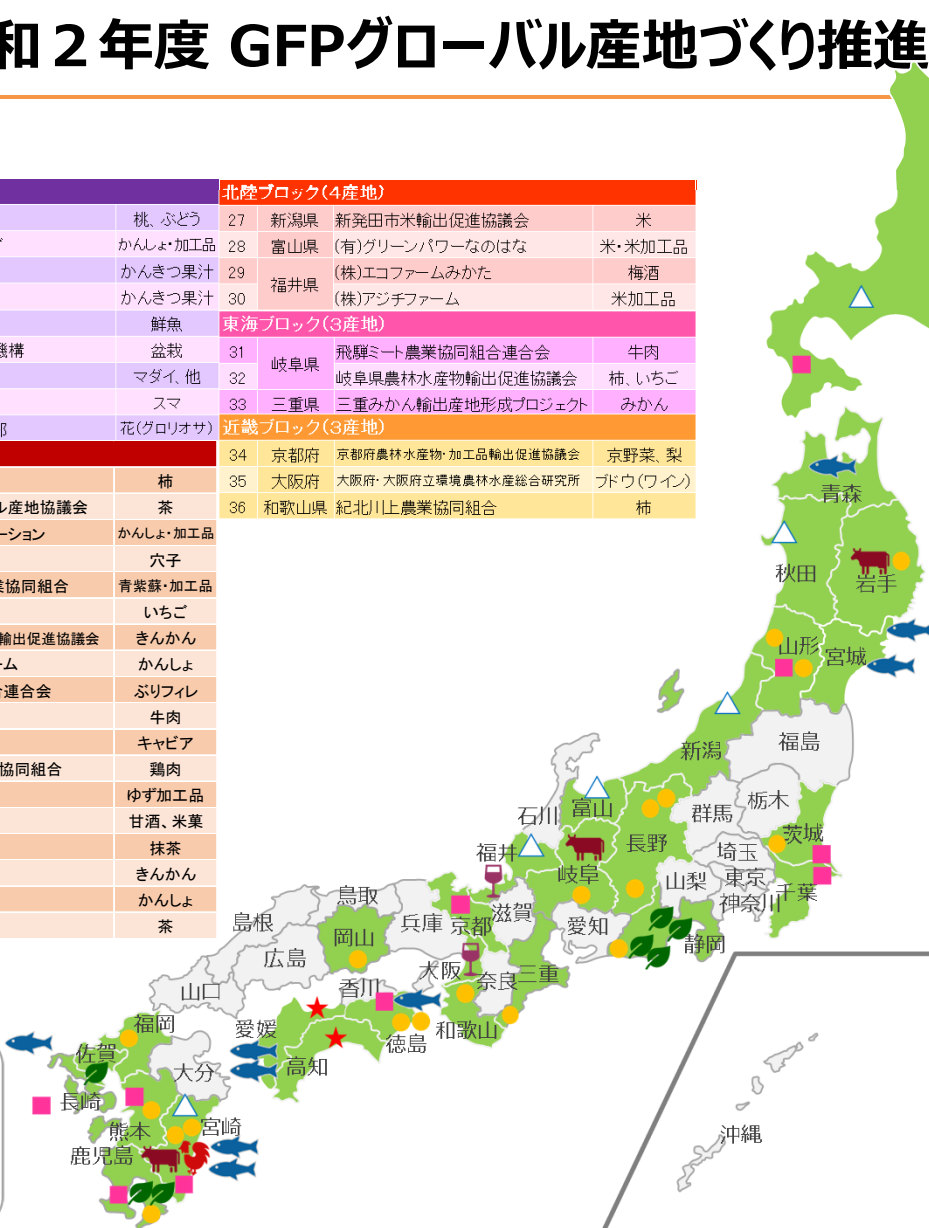 和２年度 GFPグローバル産地づくり推進
桃、ぶどう
かんしょ・加工品
かんきつ果汁
かんきつ果汁
鮮魚
機構 盆栽
マダイ、他
スマ
花(グロリオサ)
柿
ル産地協議会 茶
ーション かんしょ・加工品
穴子
業協同組合 青紫蘇・加工品
いちご
輸出促進協議会 きんかん
ーム かんしょ
合連合会 ぶりフィレ
牛肉
キャビア
協同組合 鶏肉
ゆず加工品
甘酒、米菓
抹茶
きんかん
かんしょ
茶
北陸ブロック(4産地)
27 新潟県 新発田市米輸出促進協議会 米
28 富山県 (有)グリーンパワーなのはな 米・米加工品
29 福井県 (株)エコファームみかた 梅酒
30 (株)アジチファーム 米加工品
東海ブロック(3産地)
31 岐阜県 飛騨ミート農業協同組合連合会 牛肉
32 岐阜県農林水産物輸出促進協議会 柿、いちご
33 三重県 三重みかん輸出産地形成プロジェクト みかん
近畿ブロック(3産地)
34 京都府 京都府農林水産物・加工品輸出促進協議会 京野菜、梨
35 大阪府 大阪府・大阪府立環境農林水産総合研究所 ブドウ(ワイン)
36 和歌山県 紀北川上農業協同組合 柿
青森
秋田
岩手
山形
宮城
新潟
福島
石川
富山
群馬
栃木
福井
長野
茨城
埼玉
岐阜
山梨
東京
千葉
神奈川
島根
鳥取
兵庫
京都
滋賀
愛知
静岡
岡山
広島
大阪
奈良
三重
山口
香川
愛媛
徳島
和歌山
高知
福岡
佐賀
大分
長崎
熊本
宮崎
鹿児島
沖縄